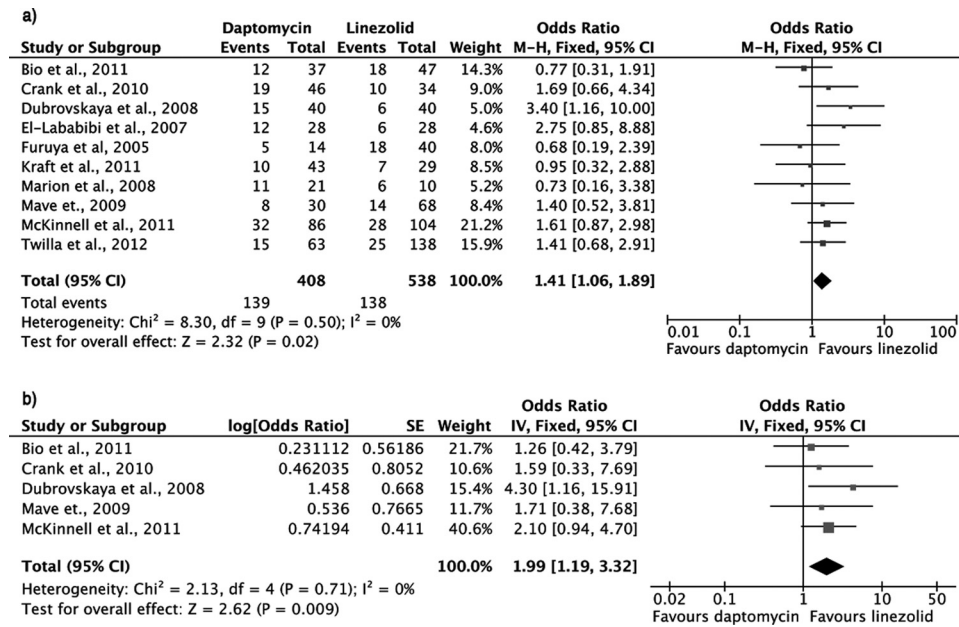 a)
Daptomycin Linezolid Odds Ratio Odds Ratio
Study or Subgroup Events Total Events Total Weight M-H, Fixed, 95% CI M-H, Fixed, 95% CI
Bio et al., 2011 12 37 18 47 14.3% 0.77 [0.31, 1.91]
Crank et al., 2010 19 46 10 34 9.0% 1.69 [0.66, 4.34]
Dubrovskaya et al., 2008 15 40 6 40 5.0% 3.40 [1.16, 10.00]
El-Lababibi et al., 2007 12 28 6 28 4.6% 2.75 [0.85, 8.88]
Furuya et al, 2005 5 14 18 40 8.0% 0.68 [0.19, 2.39]
Kraft et al., 2011 10 43 7 29 8.5% 0.95 [0.32, 2.88]
Marion et al., 2008 11 21 6 10 5.2% 0.73 [0.16, 3.38]
Mave et., 2009 8 30 14 68 8.4% 1.40 [0.52, 3.81]
McKinnell et al., 2011 32 86 28 104 21.2% 1.61 [0.87, 2.98]
Twilla et al., 2012 15 63 25 138 15.9% 1.41 [0.68, 2.91]
Total (95% CI) 408 538 100.0% 1.41 [1.06, 1.89]
Total events 139 138
Heterogeneity: Chi² = 8.30, df = 9 (P = 0.50); I² = 0%
Test for overall effect: Z = 2.32 (P = 0.02)
0.01 0.1 1 10 100
Favours daptomycin Favours linezolid
b)
Odds Ratio Odds Ratio
Study or Subgroup log[Odds Ratio] SE Weight IV, Fixed, 95% CI IV, Fixed, 95% CI
Bio et al., 2011 0.231112 0.56186 21.7% 1.26 [0.42, 3.79]
Crank et al., 2010 0.462035 0.8052 10.6% 1.59 [0.33, 7.69]
Dubrovskaya et al., 2008 1.458 0.668 15.4% 4.30 [1.16, 15.91]
Mave et., 2009 0.536 0.7665 11.7% 1.71 [0.38, 7.68]
McKinnell et al., 2011 0.74194 0.411 40.6% 2.10 [0.94, 4.70]
Total (95% CI) 100.0% 1.99 [1.19, 3.32]
Heterogeneity: Chi² = 2.13, df = 4 (P = 0.71); I² = 0%
Test for overall effect: Z = 2.62 (P = 0.009)
0.02 0.1 1 10 50
Favours daptomycin Favours linezolid